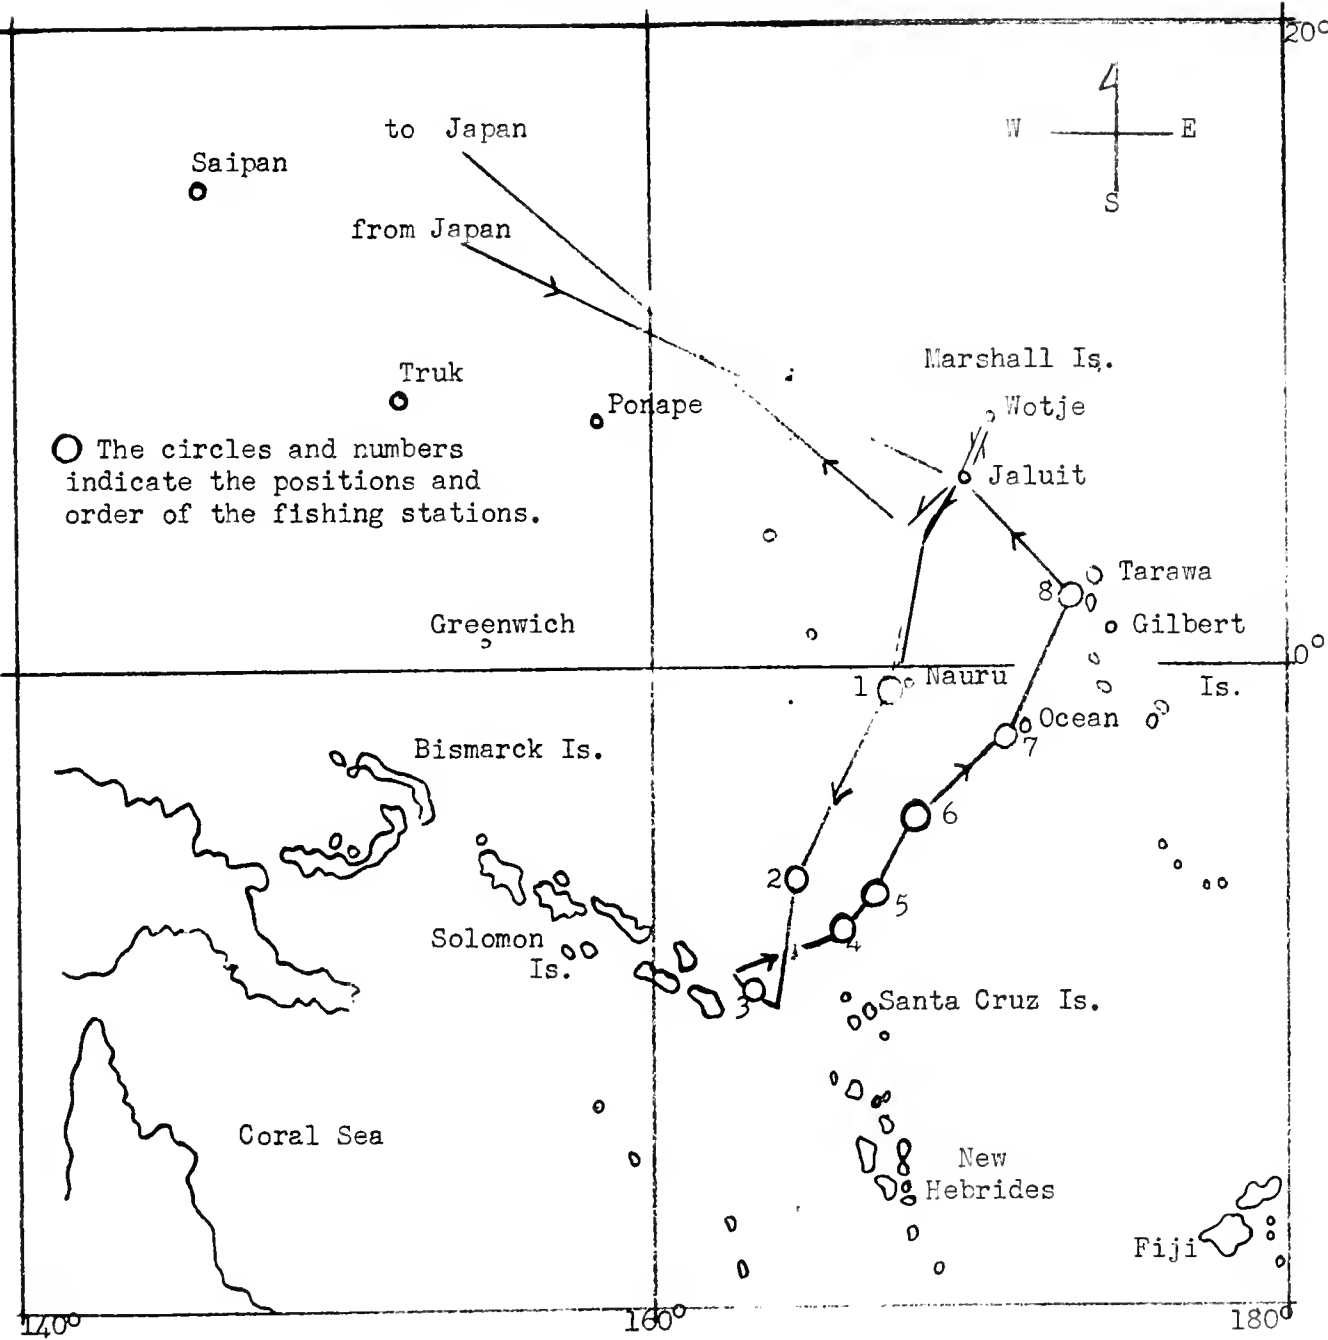 20°
to Japan
W E
S
Saipan
from Japan
Marshall Is.
Truk
Wotje
Ponape
The circles and numbers
indicate the positions and
order of the fishing stations.
Jaluit
Tarawa
8
Greenwich
Gilbert
0°
1
Nauru
Is.
Ocean
7
Bismarck Is.
6
2
5
4
Solomon
Is.
3
Santa Cruz Is.
Coral Sea
New
Hebrides
Fiji
140°
160°
180°